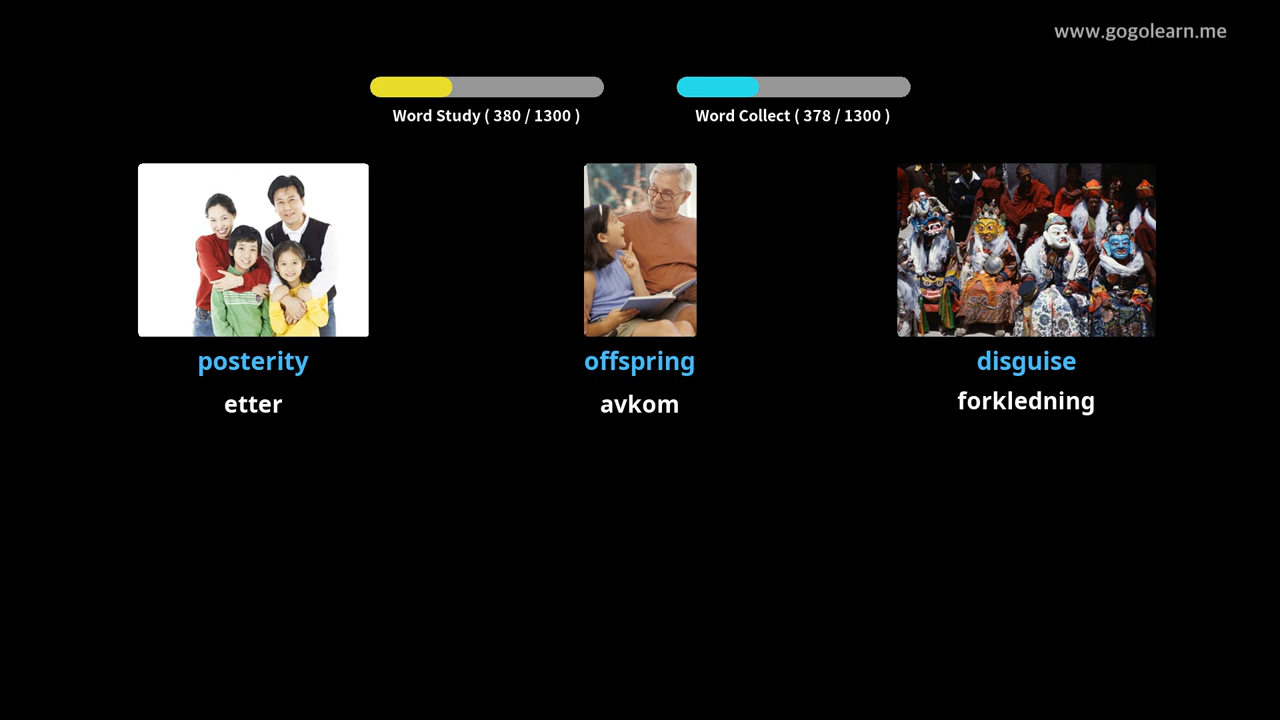 www.gogolearn.me
Word Study ( 380 / 1300 )
Word Collect ( 378 / 1300 )
posterity
offspring
disguise
etter
avkom
forkledning